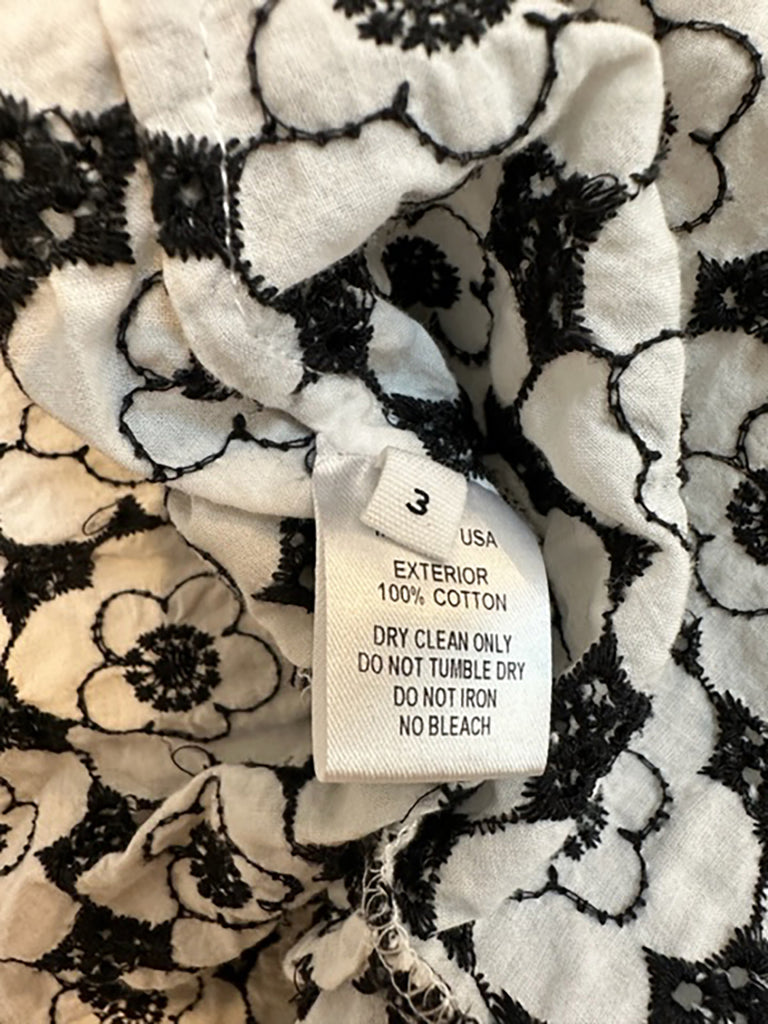 3
USA
EXTERIOR
100% COTTON
DRY CLEAN ONLY
DO NOT TUMBLE DRY
DO NOT IRON
NO BLEACH